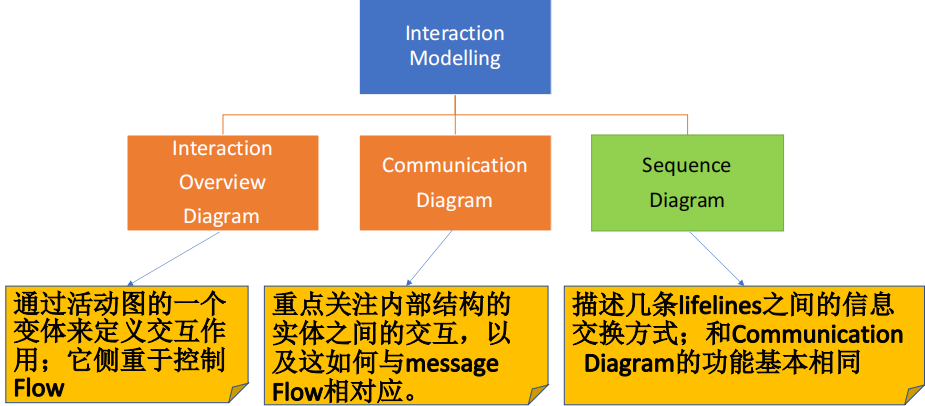 Interaction
Modelling
Interaction
Overview
Diagram
Communication
Diagram
Sequence
Diagram
通过活动图的一个
变体来定义交互作
用；它侧重于控制
Flow
重点关注内部结构的
实体之间的交互，以
及这如何与message
Flow相对应。
描述几条lifelines之间的信息
交换方式；和Communication
Diagram的功能基本相同